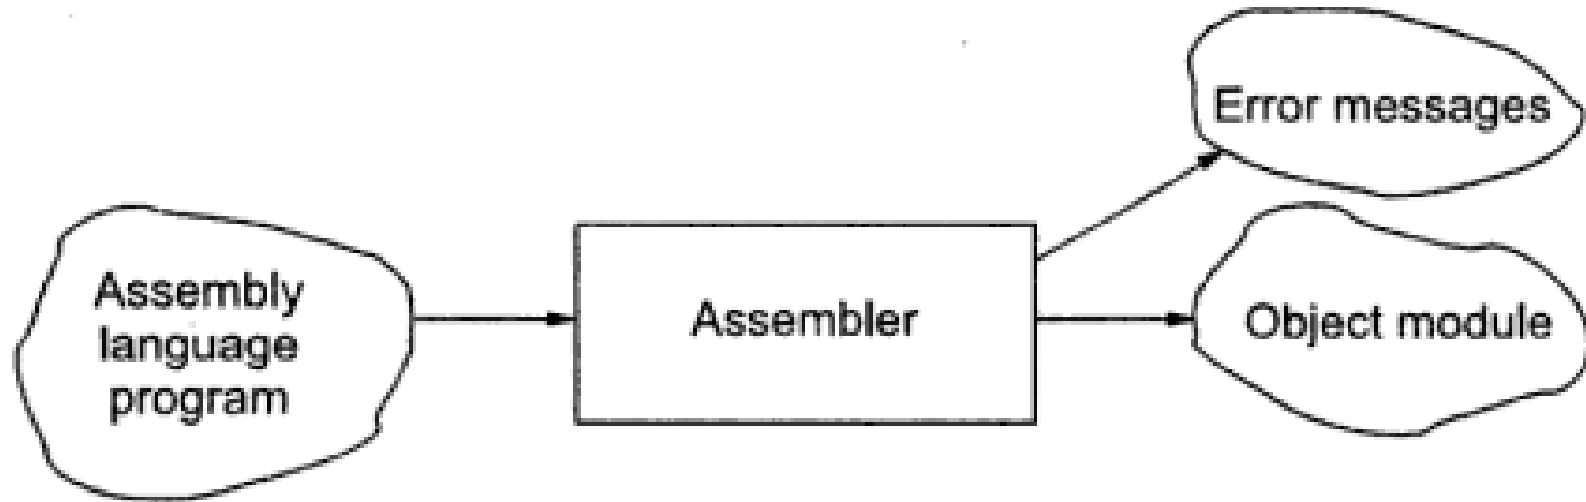 Assembly
language
program
Assembler
Error messages
Object module